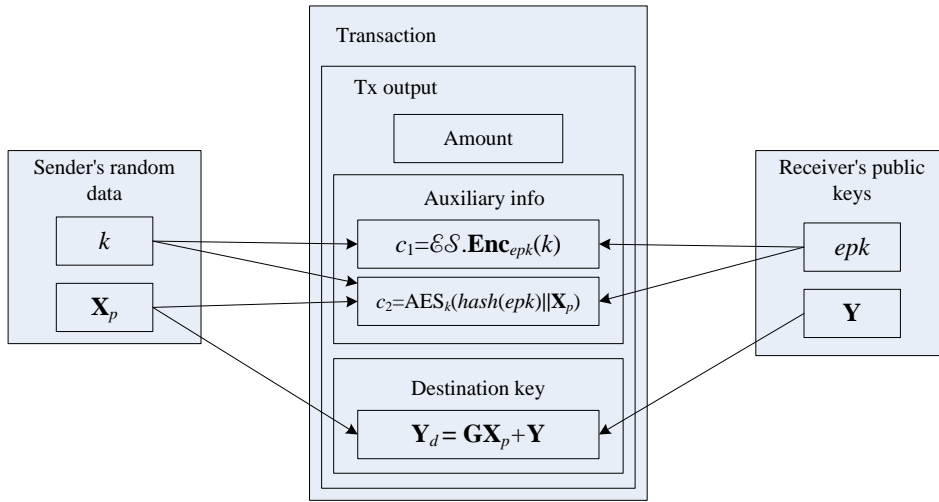 Transaction
Tx output
Amount
Sender's random
data
k
X_p
Auxiliary info
c₁=ℰ𝒮.Enc_epk(k)
c₂=AES_k(hash(epk)||X_p)
Destination key
Y_d = GX_p+Y
Receiver's public
keys
epk
Y